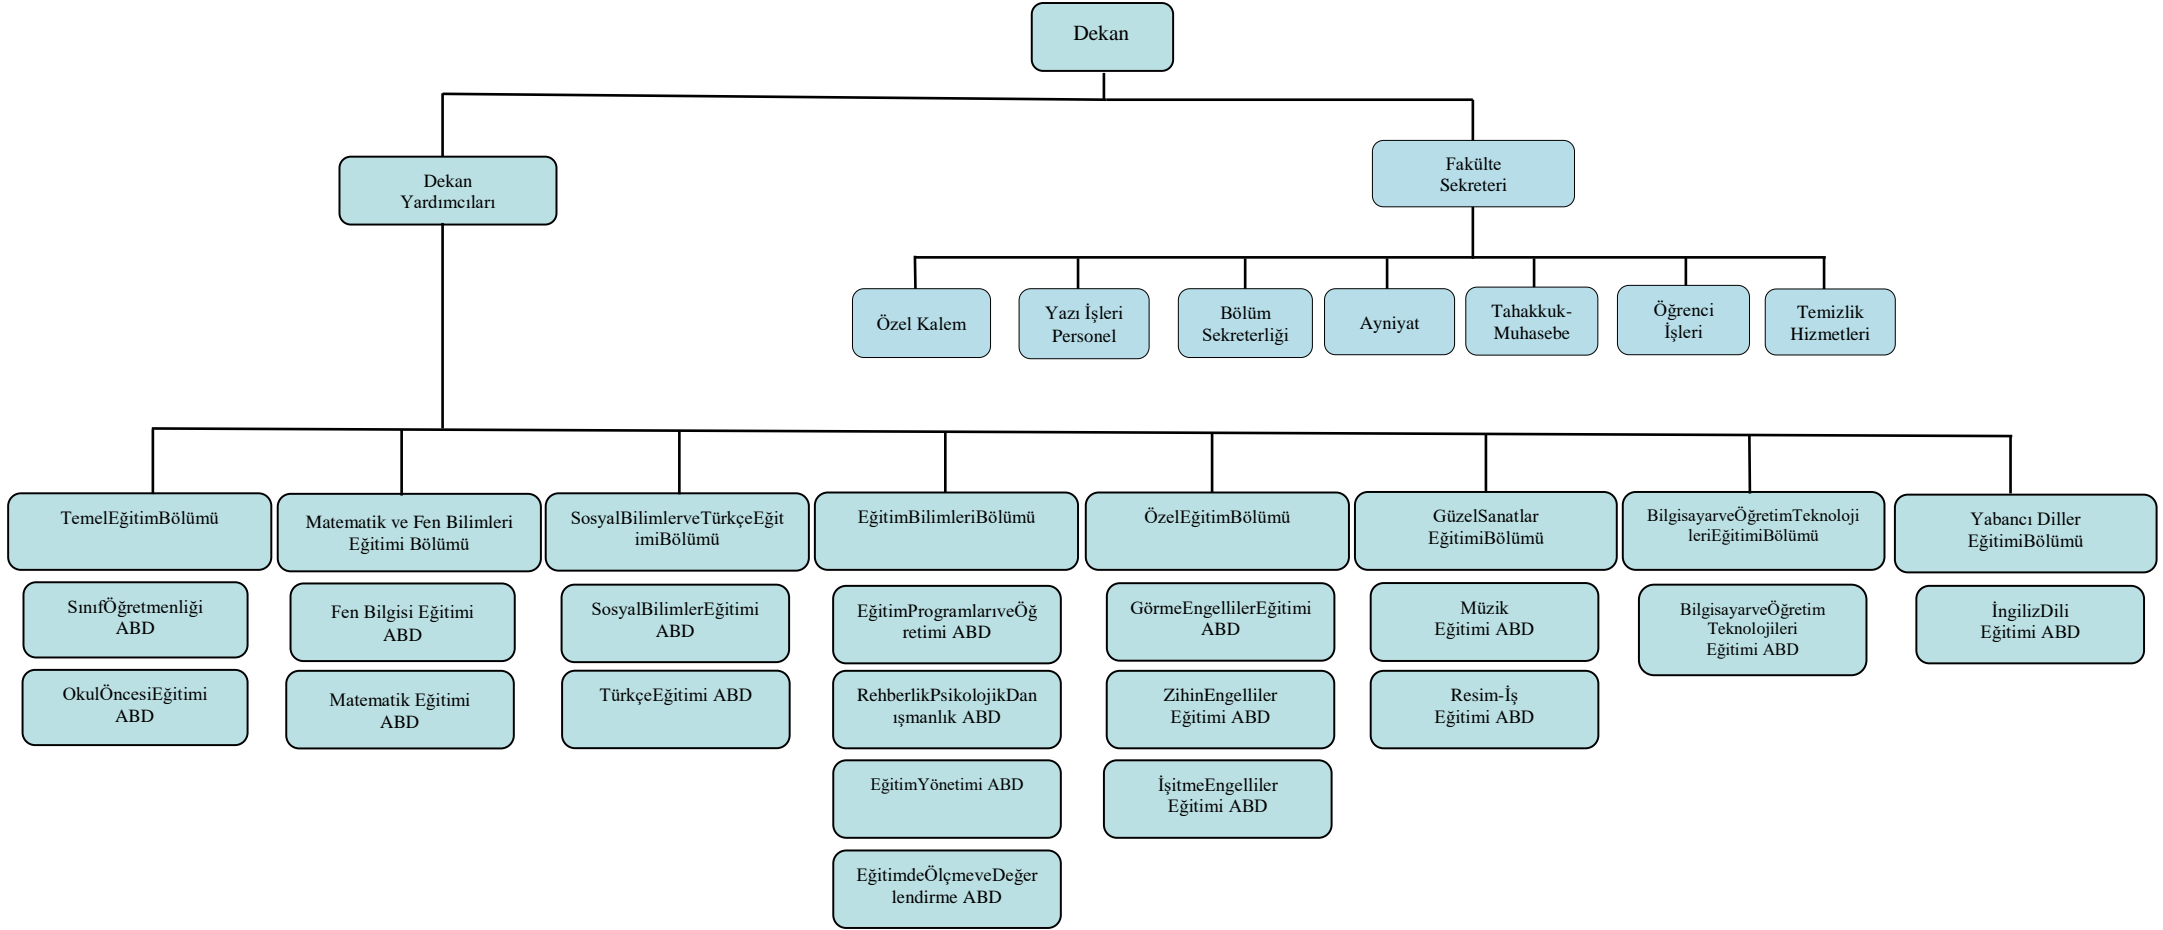 Dekan
Dekan
Yardımcıları
Fakülte
Sekreteri
Özel Kalem
Yazı İşleri
Personel
Bölüm
Sekreterliği
Ayniyat
Tahakkuk-
Muhasebe
Öğrenci
İşleri
Temizlik
Hizmetleri
TemelEğitimBölümü
Matematik ve Fen Bilimleri
Eğitimi Bölümü
SosyalBilimlerveTürkçeEğit
imiBölümü
EğitimBilimleriBölümü
ÖzelEğitimBölümü
GüzelSanatlar
EğitimiBölümü
BilgisayarveÖğretimTeknoloji
leriEğitimiBölümü
Yabancı Diller
EğitimiBölümü
SınıfÖğretmenliği
ABD
Fen Bilgisi Eğitimi
ABD
SosyalBilimlerEğitimi
ABD
EğitimProgramlarıveÖğ
retimi ABD
GörmeEngellilerEğitimi
ABD
Müzik
Eğitimi ABD
BilgisayarveÖğretim
Teknolojileri
Eğitimi ABD
İngilizDili
Eğitimi ABD
OkulÖncesiEğitimi
ABD
Matematik Eğitimi
ABD
TürkçeEğitimi ABD
RehberlikPsikolojikDan
ışmanlık ABD
ZihinEngelliler
Eğitimi ABD
Resim-İş
Eğitimi ABD
EğitimYönetimi ABD
İşitmeEngelliler
Eğitimi ABD
EğitimdeÖlçmeveDeğer
lendirme ABD